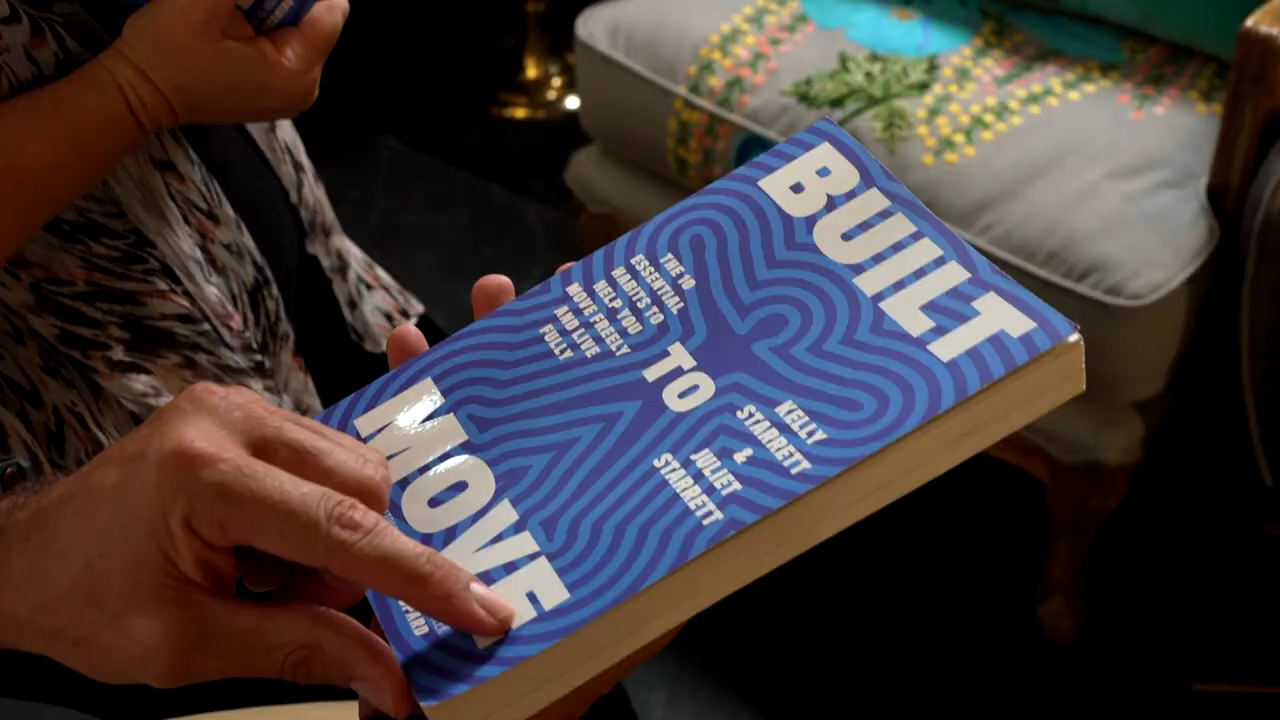 BUILT
THE 10
ESSENTIAL
HABITS TO
HELP YOU
MOVE FREELY
AND LIVE
FULLY
TO
KELLY
STARRETT
&
JULIET
STARRETT
MOVE